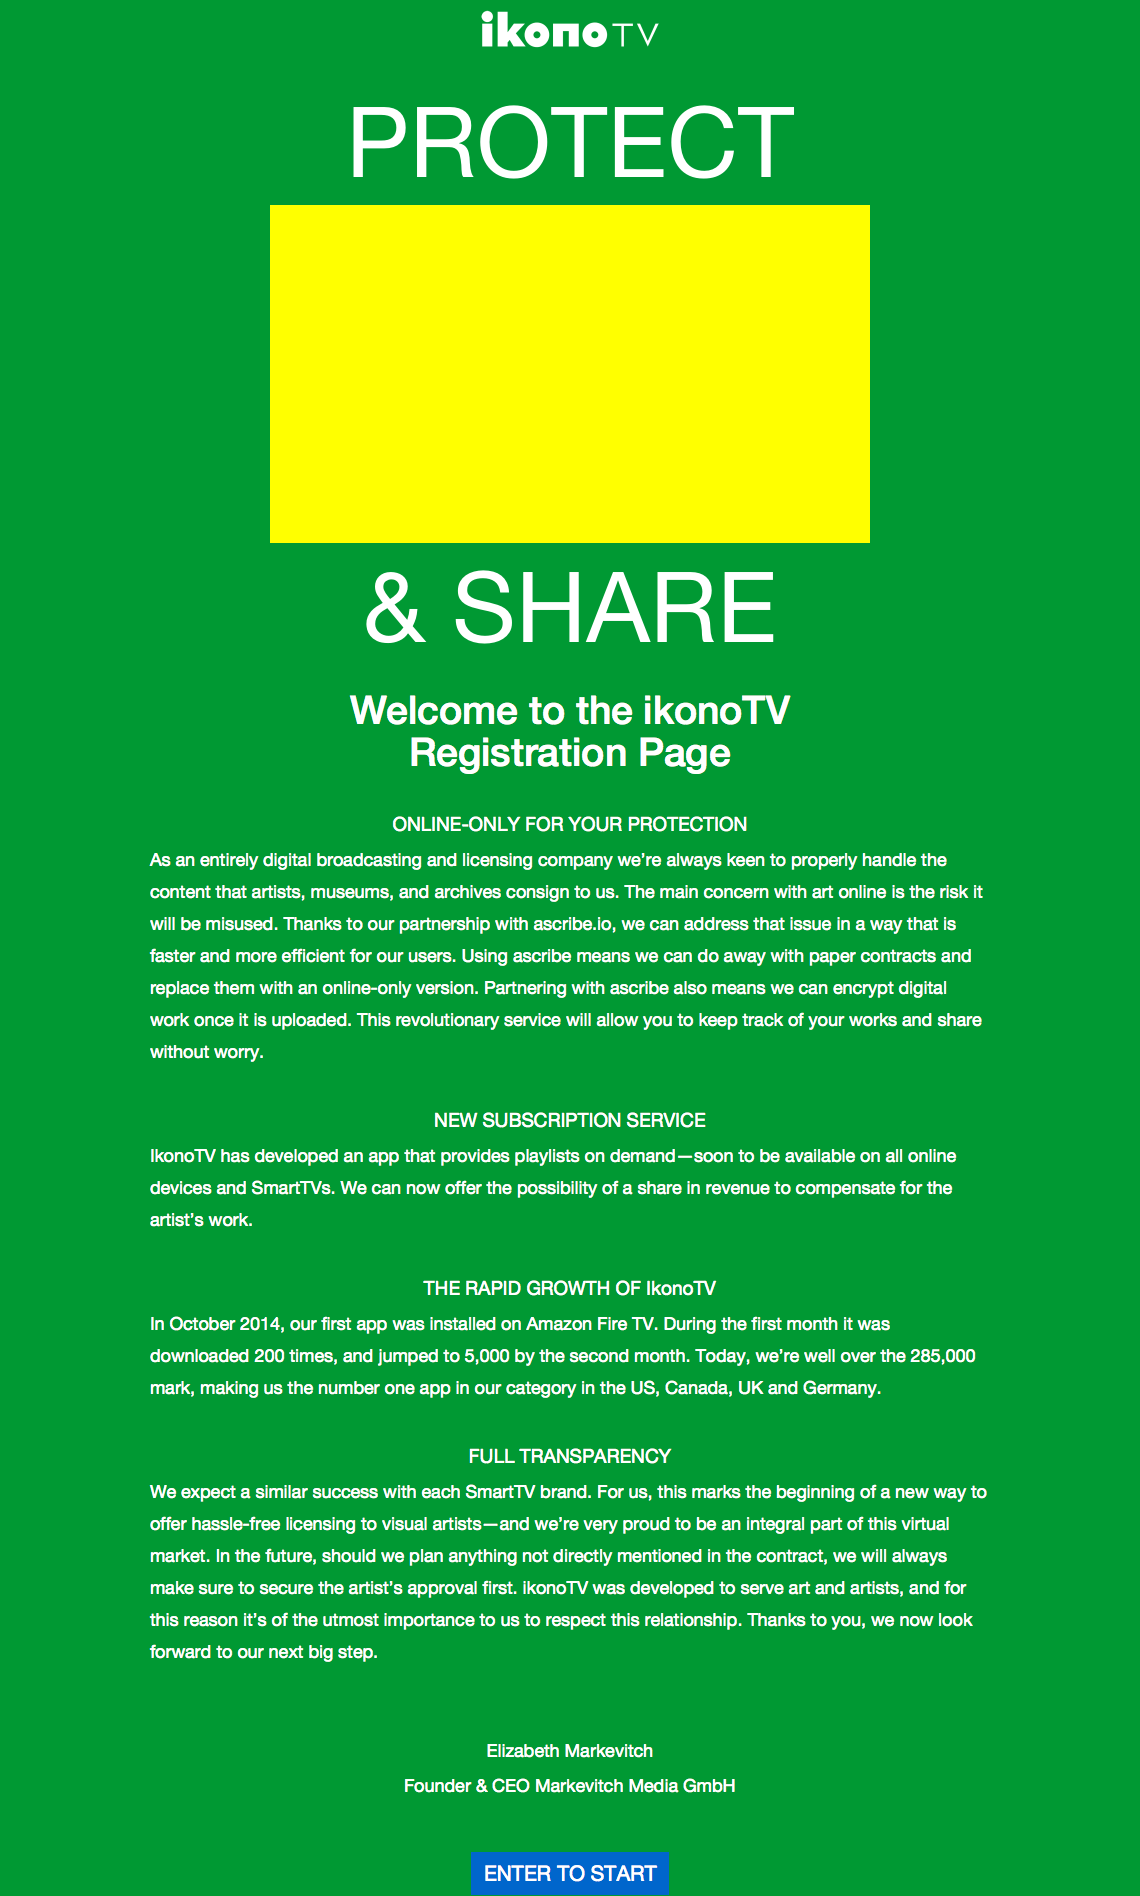 ikono TV
PROTECT
& SHARE
Welcome to the ikonoTV
Registration Page
ONLINE-ONLY FOR YOUR PROTECTION
As an entirely digital broadcasting and licensing company we’re always keen to properly handle the
content that artists, museums, and archives consign to us. The main concern with art online is the risk it
will be misused. Thanks to our partnership with ascribe.io, we can address that issue in a way that is
faster and more efficient for our users. Using ascribe means we can do away with paper contracts and
replace them with an online-only version. Partnering with ascribe also means we can encrypt digital
work once it is uploaded. This revolutionary service will allow you to keep track of your works and share
without worry.
NEW SUBSCRIPTION SERVICE
IkonoTV has developed an app that provides playlists on demand—soon to be available on all online
devices and SmartTVs. We can now offer the possibility of a share in revenue to compensate for the
artist’s work.
THE RAPID GROWTH OF IkonoTV
In October 2014, our first app was installed on Amazon Fire TV. During the first month it was
downloaded 200 times, and jumped to 5,000 by the second month. Today, we’re well over the 285,000
mark, making us the number one app in our category in the US, Canada, UK and Germany.
FULL TRANSPARENCY
We expect a similar success with each SmartTV brand. For us, this marks the beginning of a new way to
offer hassle-free licensing to visual artists—and we’re very proud to be an integral part of this virtual
market. In the future, should we plan anything not directly mentioned in the contract, we will always
make sure to secure the artist’s approval first. ikonoTV was developed to serve art and artists, and for
this reason it’s of the utmost importance to us to respect this relationship. Thanks to you, we now look
forward to our next big step.
Elizabeth Markevitch
Founder & CEO Markevitch Media GmbH
ENTER TO START